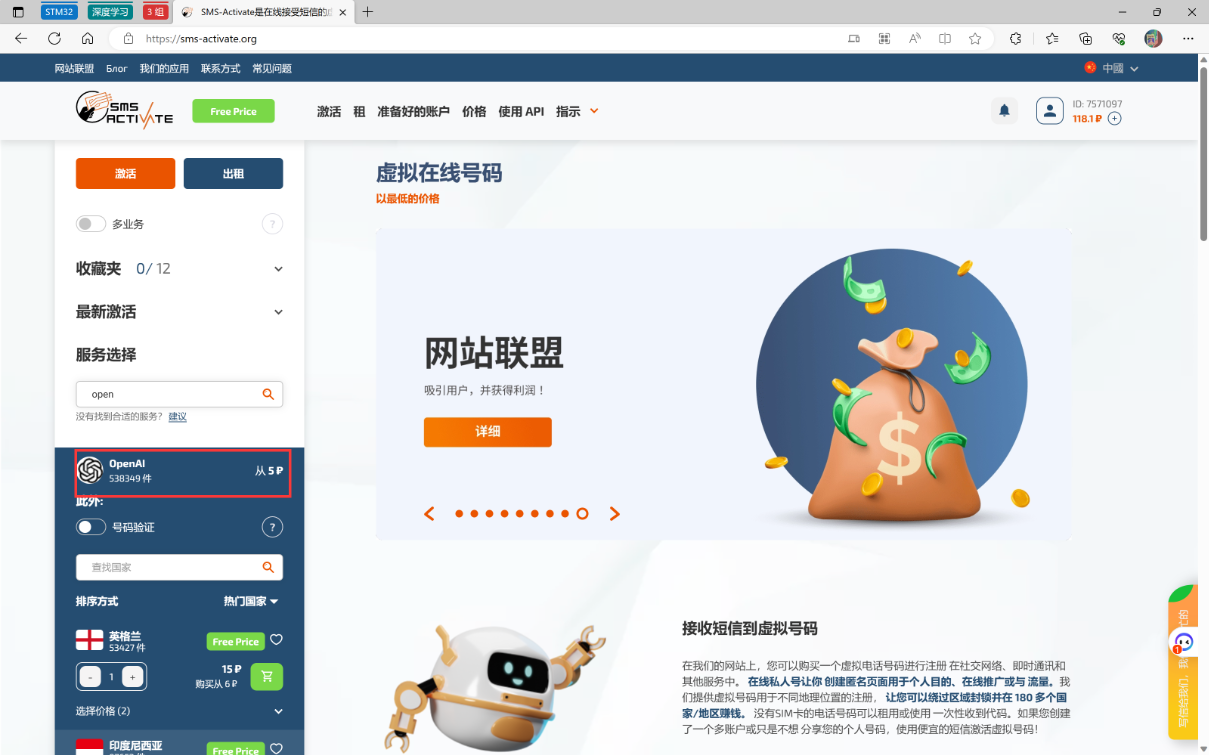 STM32
深度学习
3 组
SMS-Activate是在线接受短信的
https://sms-activate.org
网站联盟 Блог 我们的应用 联系方式 常见问题
中國
SMS ACTIVATE
Free Price
激活 租 准备好的账户 价格 使用 API 指示
ID: 7571097
118.1 ₽
激活
出租
虚拟在线号码
以最低的价格
多业务
?
收藏夹 0/ 12
最新激活
服务选择
open
没有找到合适的服务? 建议
网站联盟
吸引用户，并获得利润！
详细
$
OpenAI
538349 件
从 5 ₽
此外:
号码验证
?
查找国家
排序方式
热门国家
英格兰
53427 件
Free Price
- 1 +
15 ₽
购买从 6 ₽
选择价格 (2)
印度尼西亚
Free Price
接收短信到虚拟号码
在我们的网站上，您可以购买一个虚拟电话号码进行注册 在社交网络、即时通讯和
其他服务中。 在线私人号让你 创建匿名页面用于个人目的、在线推广或与 流量。我
们提供虚拟号码用于不同地理位置的注册， 让您可以绕过区域封锁并在 180 多个国
家/地区赚钱。 没有SIM卡的电话号码可以租用或使用 一次性收到代码。如果您创建
了一个多账户或只是不想 分享您的个人号码，使用便宜的短信激活虚拟号码！
1
写信给我们，我